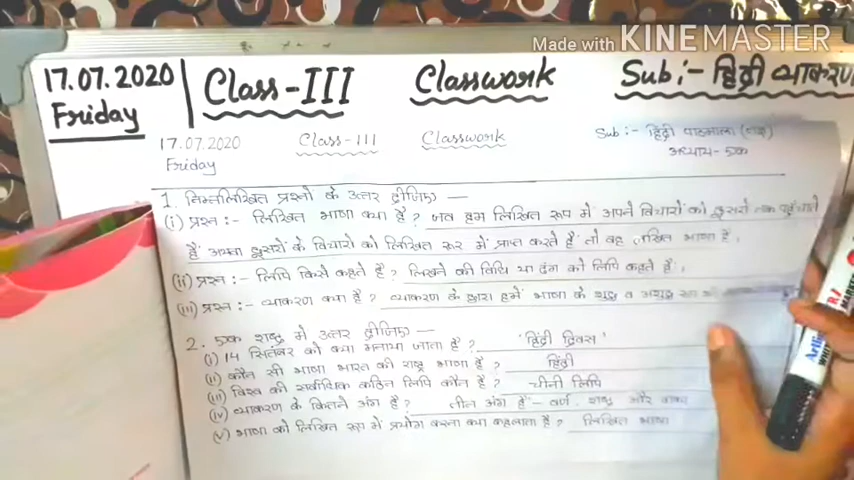 Made with KINEMASTER
17.07.2020 Class-III Classwork Sub:- हिंदी व्याकरण
Friday
17.07.2020 Class-III Classwork Sub:- हिंदी पाठमाला
Friday अध्याय-एक
1. निम्नलिखित प्रश्नों के उत्तर दीजिए —
(i) प्रश्न :- लिखित भाषा क्या है? जब हम लिखित रूप में अपने विचारों को दूसरों तक पहुंचाते
हैं अथवा दूसरों के विचारों को लिखित रूप में प्राप्त करते हैं तो वह लिखित भाषा है।
(ii) प्रश्न :- लिपि किसे कहते हैं? लिखने की विधि या ढंग को लिपि कहते हैं।
(iii) प्रश्न :- व्याकरण क्या है? व्याकरण के द्वारा हमें भाषा के शुद्ध व अशुद्ध रूप
2. एक शब्द में उत्तर दीजिए —
(i) 14 सितंबर को क्या मनाया जाता है? 'हिंदी दिवस'
(ii) कौन सी भाषा भारत की राष्ट्र भाषा है? हिंदी
(iii) विश्व की सर्वाधिक कठिन लिपि कौन है? चीनी लिपि
(iv) व्याकरण के कितने अंग हैं? तीन अंग हैं - वर्ण, शब्द और वाक्य
(v) भाषा को लिखित रूप में प्रयोग करना क्या कहलाता है? लिखित भाषा